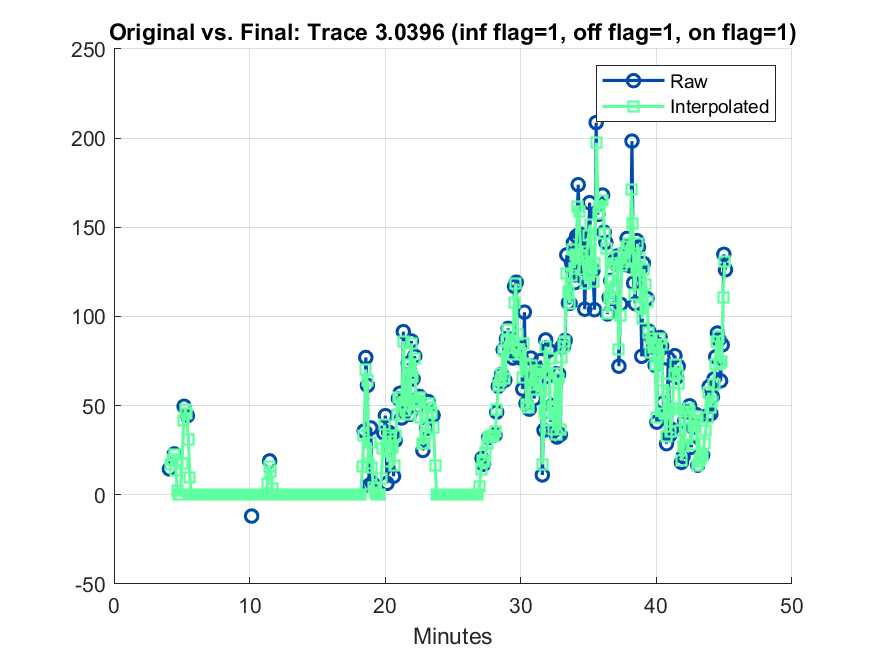 Original vs. Final: Trace 3.0396 (inf flag=1, off flag=1, on flag=1)
250
200
150
100
50
0
-50
0 10 20 30 40 50
Minutes
Raw
Interpolated